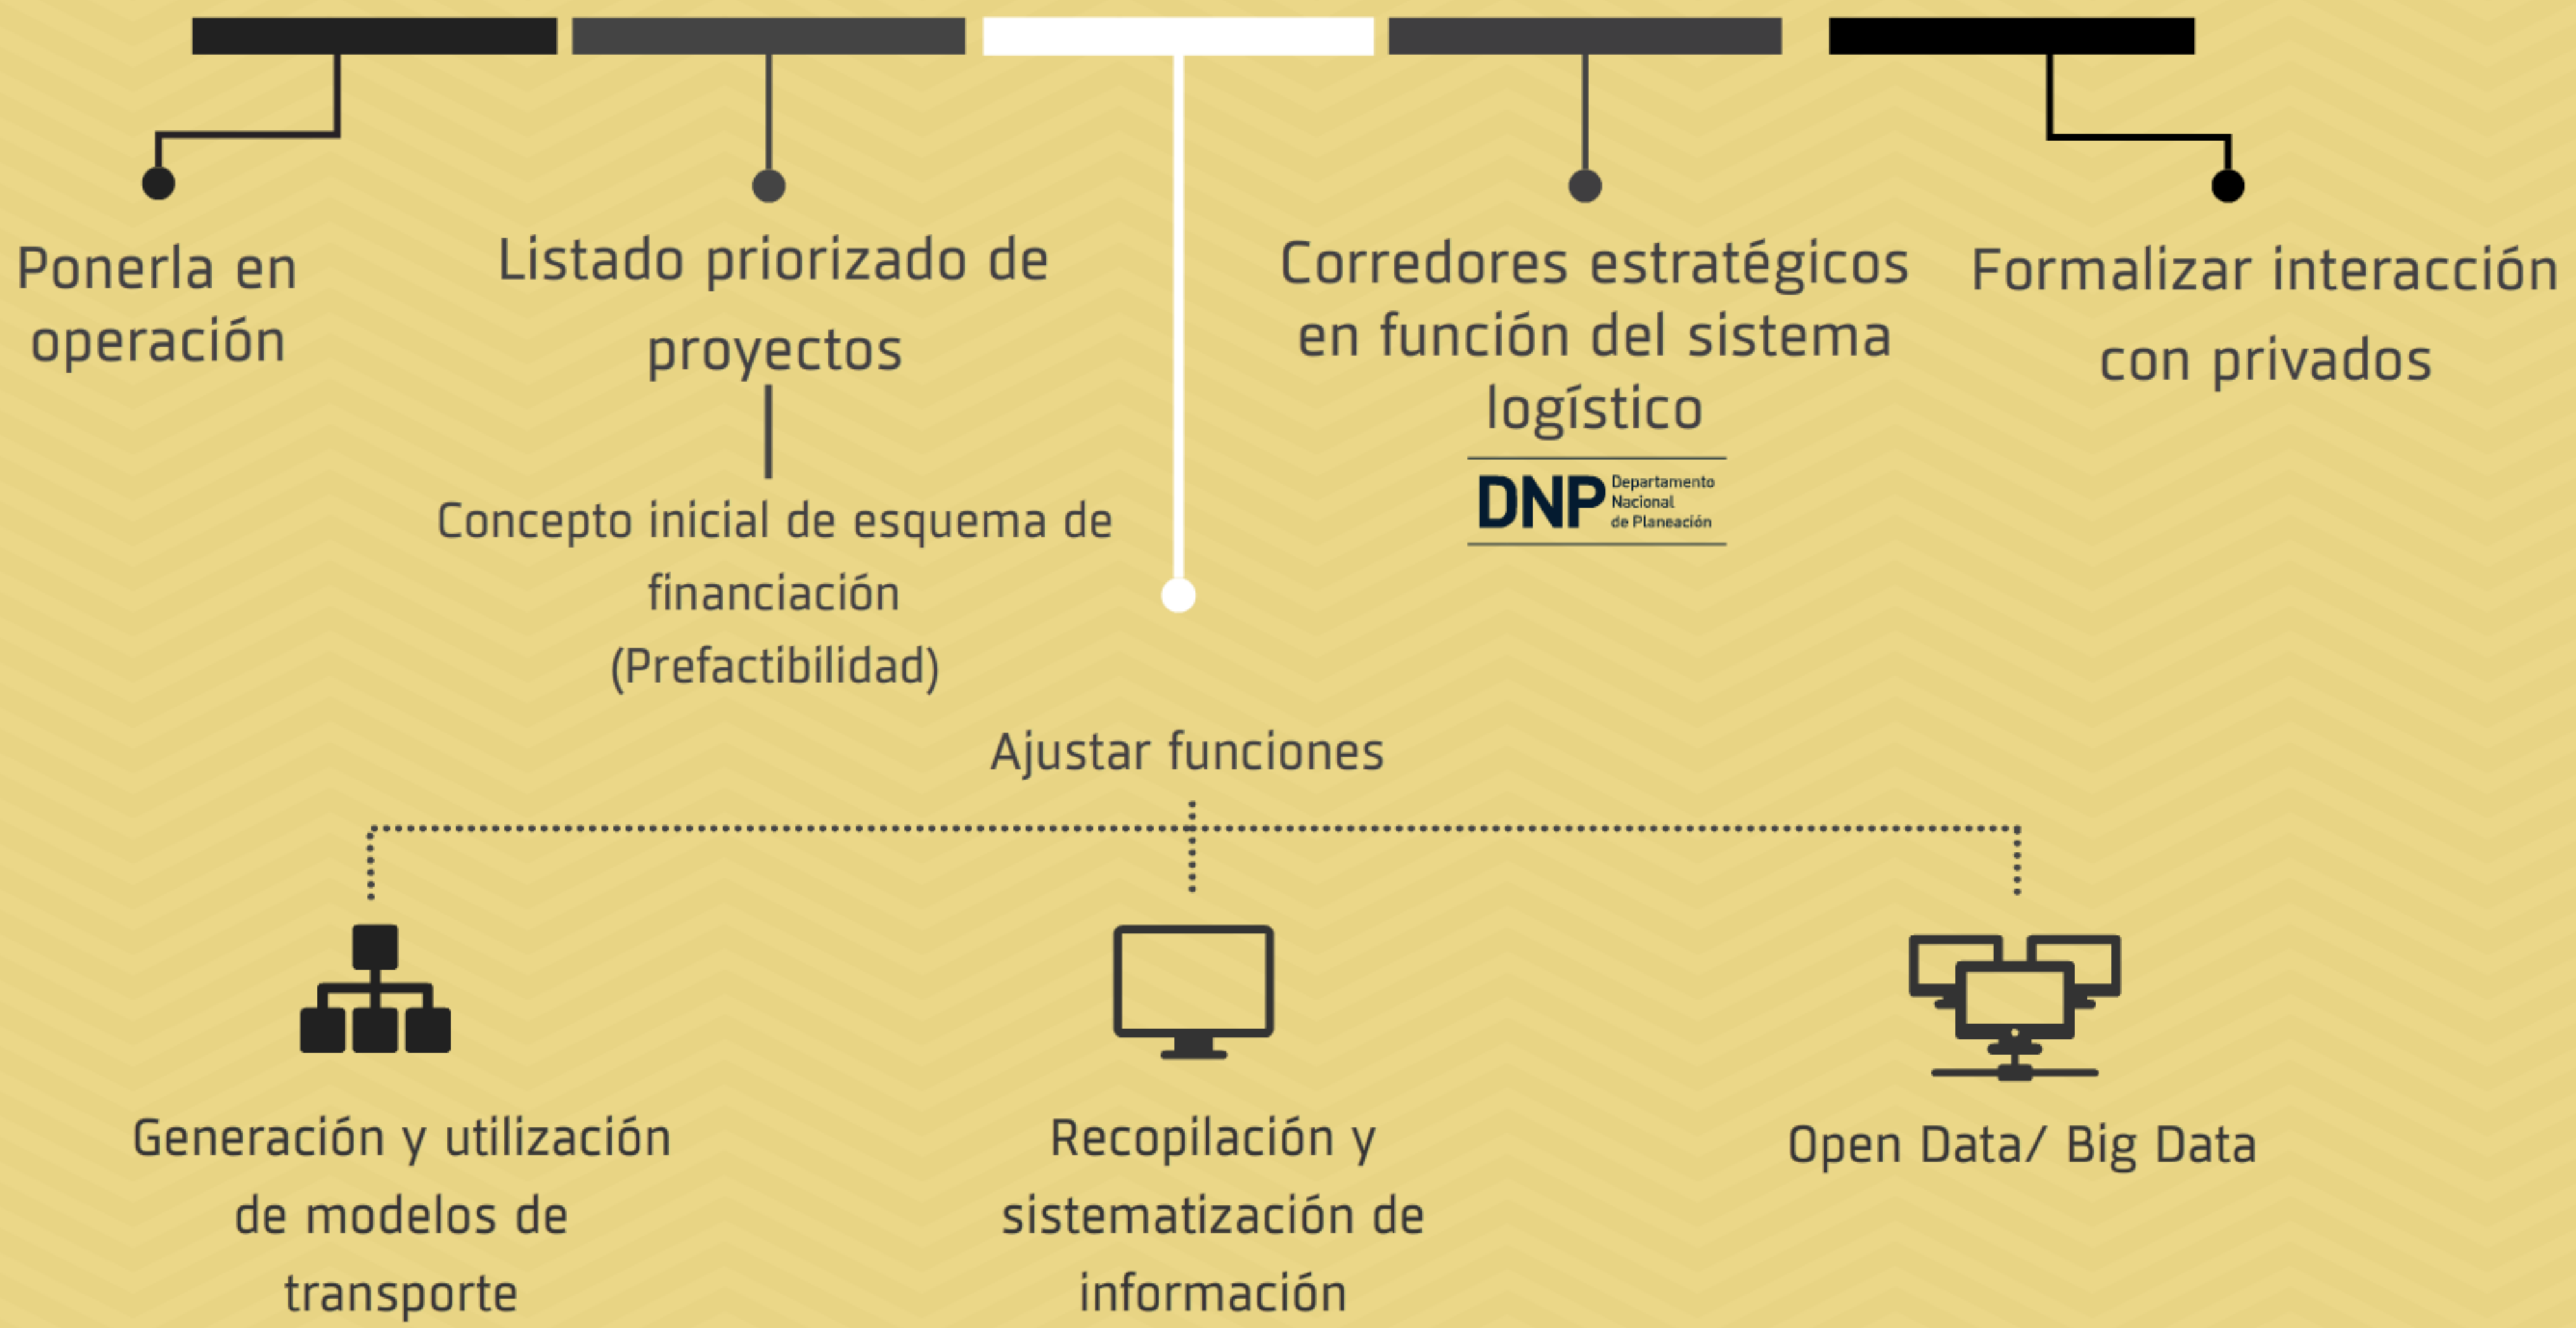 Ponerla en
operación
Listado priorizado de
proyectos
Concepto inicial de esquema de
financiación
(Prefactibilidad)
Corredores estratégicos
en función del sistema
logístico
DNP
Departamento
Nacional
de Planeación
Formalizar interacción
con privados
Ajustar funciones
Generación y utilización
de modelos de
transporte
Recopilación y
sistematización de
información
Open Data/ Big Data